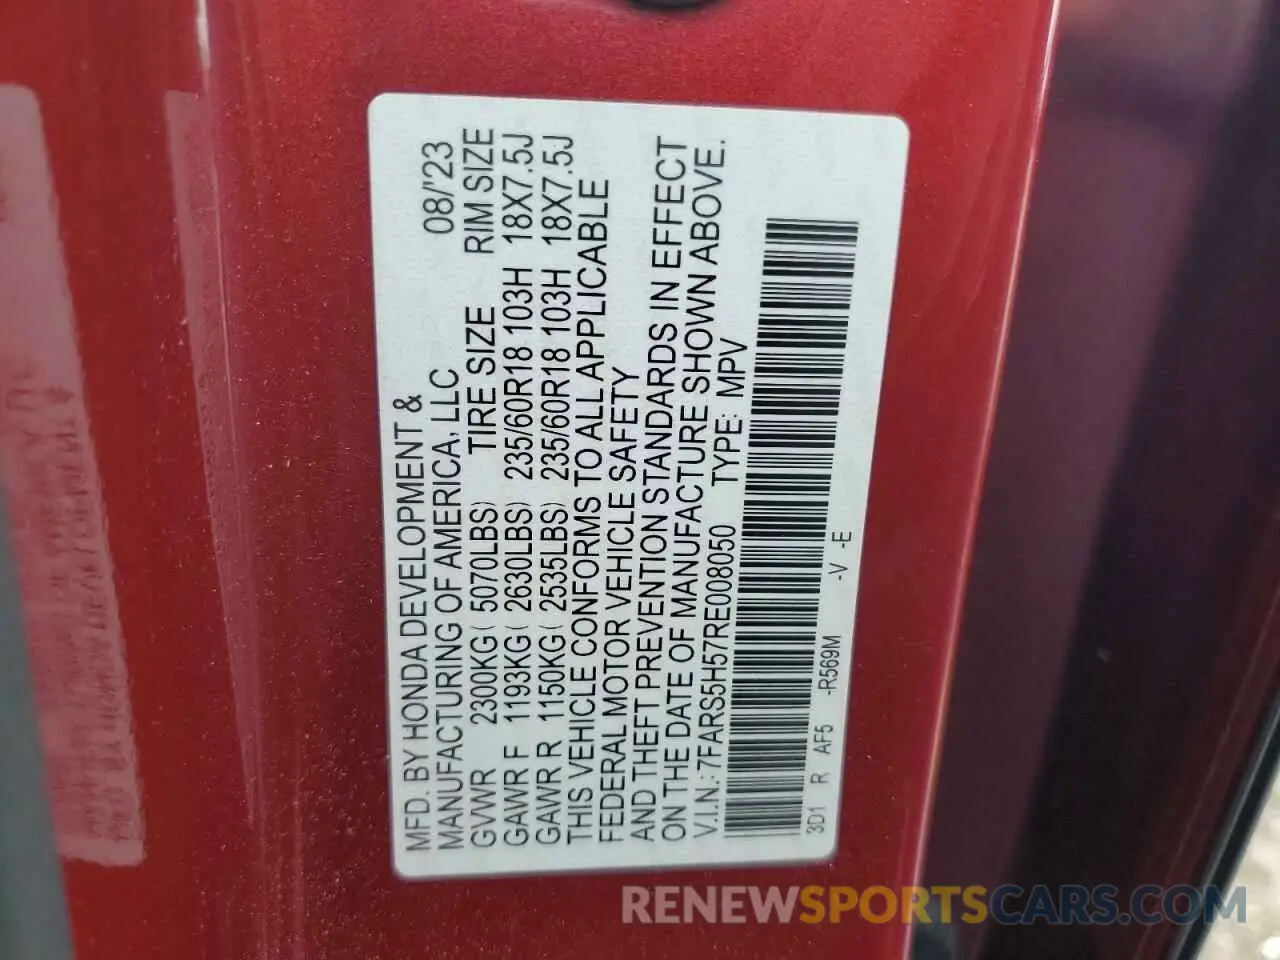 MFD. BY HONDA DEVELOPMENT &
MANUFACTURING OF AMERICA, LLC 08/'23
GVWR 2300KG ( 5070LBS) TIRE SIZE RIM SIZE
GAWR F 1193KG ( 2630LBS) 235/60R18 103H 18X7.5J
GAWR R 1150KG ( 2535LBS) 235/60R18 103H 18X7.5J
THIS VEHICLE CONFORMS TO ALL APPLICABLE
FEDERAL MOTOR VEHICLE SAFETY
AND THEFT PREVENTION STANDARDS IN EFFECT
ON THE DATE OF MANUFACTURE SHOWN ABOVE.
V.I.N.: 7FARS5H57RE008050 TYPE: MPV
3D1 R AF5 -R569M -V -E
RENEWSPORTSCARS.COM